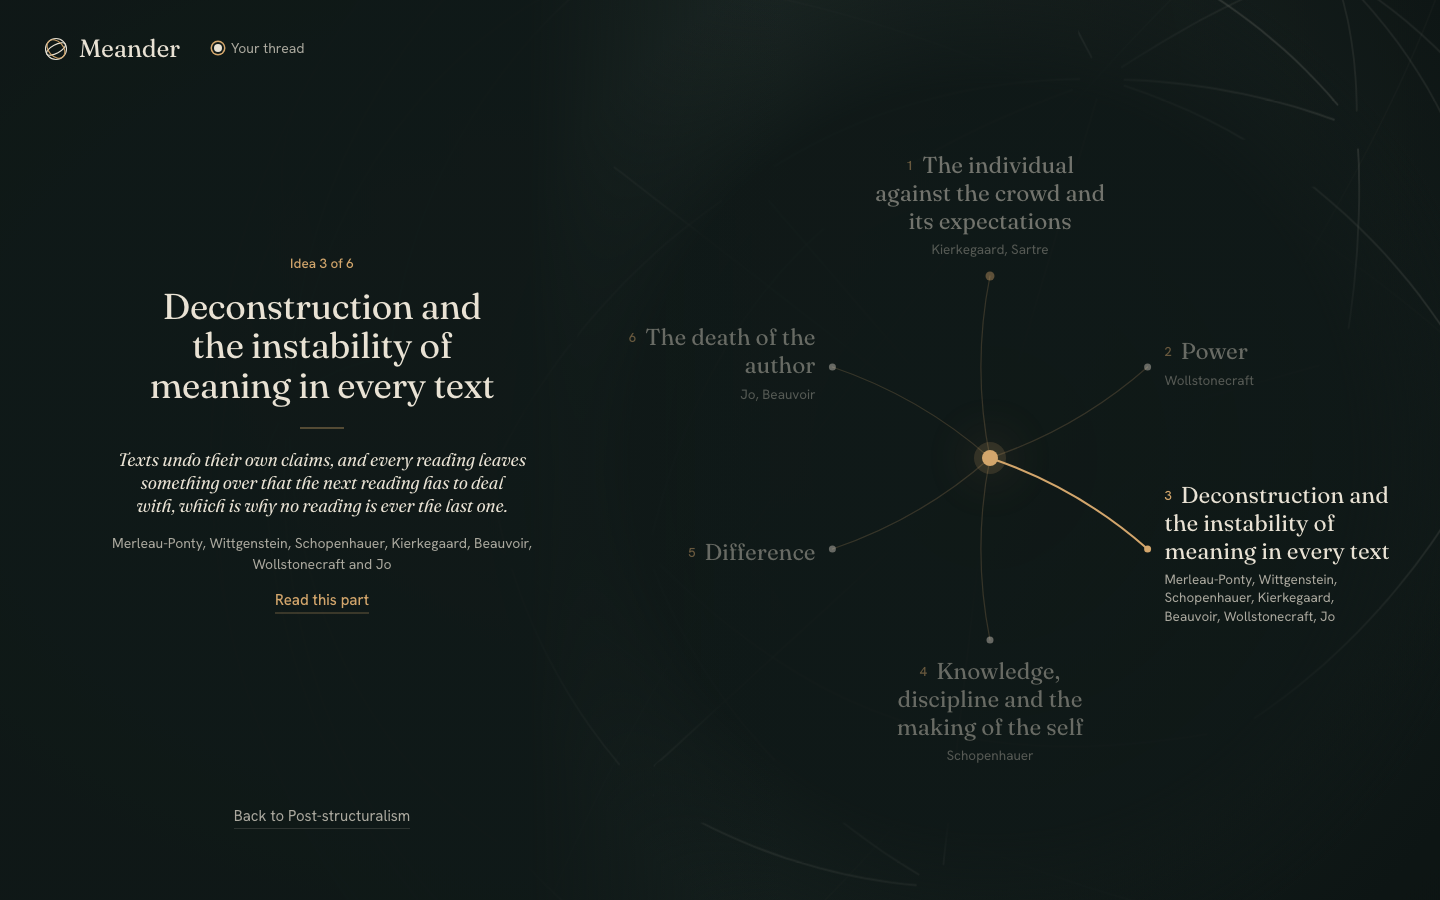 Meander
Your thread
Idea 3 of 6
Deconstruction and
the instability of
meaning in every text
Texts undo their own claims, and every reading leaves
something over that the next reading has to deal
with, which is why no reading is ever the last one.
Merleau-Ponty, Wittgenstein, Schopenhauer, Kierkegaard, Beauvoir,
Wollstonecraft and Jo
Read this part
Back to Post-structuralism
1 The individual
against the crowd and
its expectations
Kierkegaard, Sartre
2 Power
Wollstonecraft
3 Deconstruction and
the instability of
meaning in every text
Merleau-Ponty, Wittgenstein,
Schopenhauer, Kierkegaard,
Beauvoir, Wollstonecraft, Jo
4 Knowledge,
discipline and the
making of the self
Schopenhauer
5 Difference
6 The death of the
author
Jo, Beauvoir